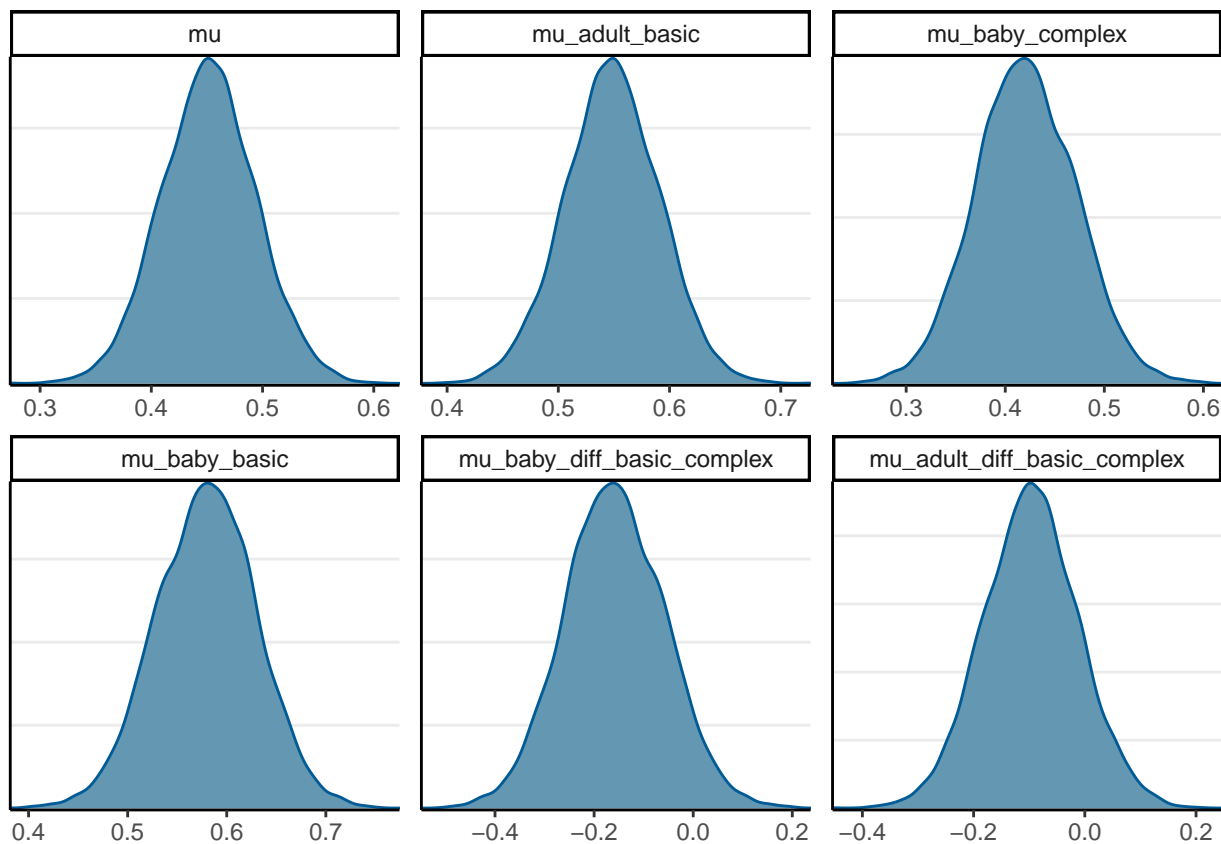 mu mu_adult_basic mu_baby_complex
0.3 0.4 0.5 0.6 0.4 0.5 0.6 0.7 0.3 0.4 0.5 0.6
mu_baby_basic mu_baby_diff_basic_complex mu_adult_diff_basic_complex
0.4 0.5 0.6 0.7 −0.4 −0.2 0.0 0.2 −0.4 −0.2 0.0 0.2